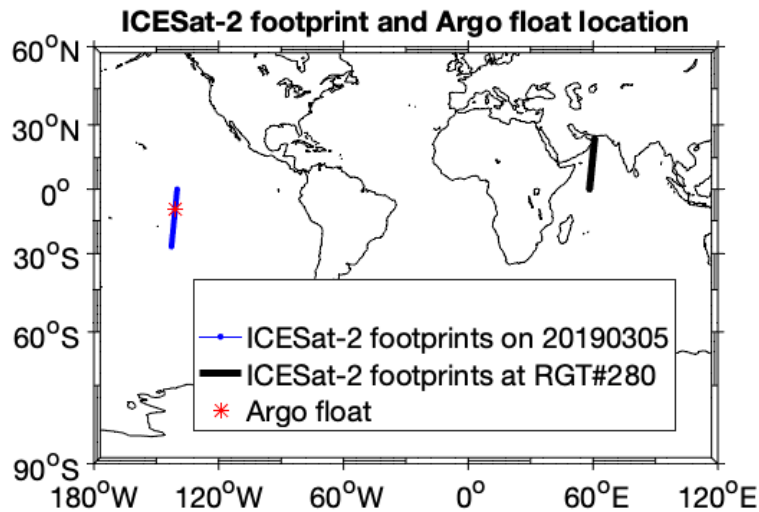 ICESat-2 footprint and Argo float location
60°N
30°N
0°
30°S
60°S
90°S
ICESat-2 footprints on 20190305
ICESat-2 footprints at RGT#280
Argo float
180°W 120°W 60°W 0° 60°E 120°E